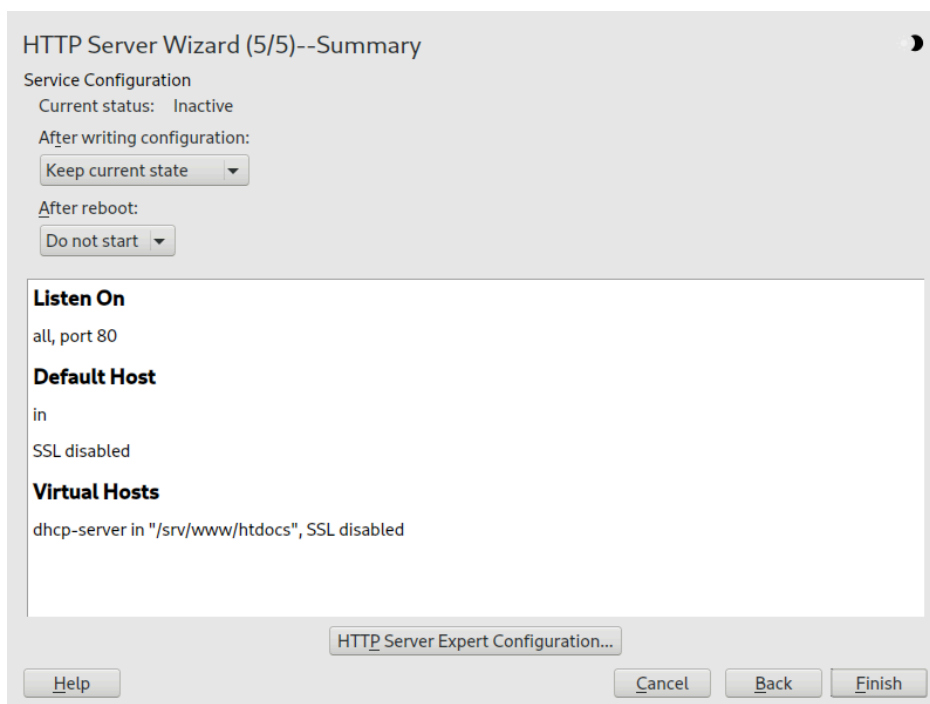 HTTP Server Wizard (5/5)--Summary
Service Configuration
Current status: Inactive
After writing configuration:
Keep current state
After reboot:
Do not start
Listen On
all, port 80
Default Host
in
SSL disabled
Virtual Hosts
dhcp-server in "/srv/www/htdocs", SSL disabled
HTTP Server Expert Configuration...
Help Cancel Back Finish